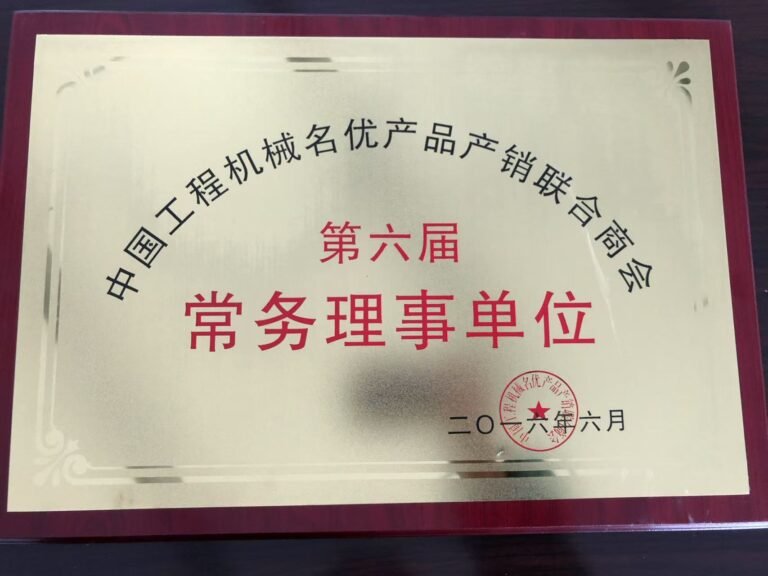 中国工程机械名优产品产销联合商会
第六届
常务理事单位
二〇一六年六月